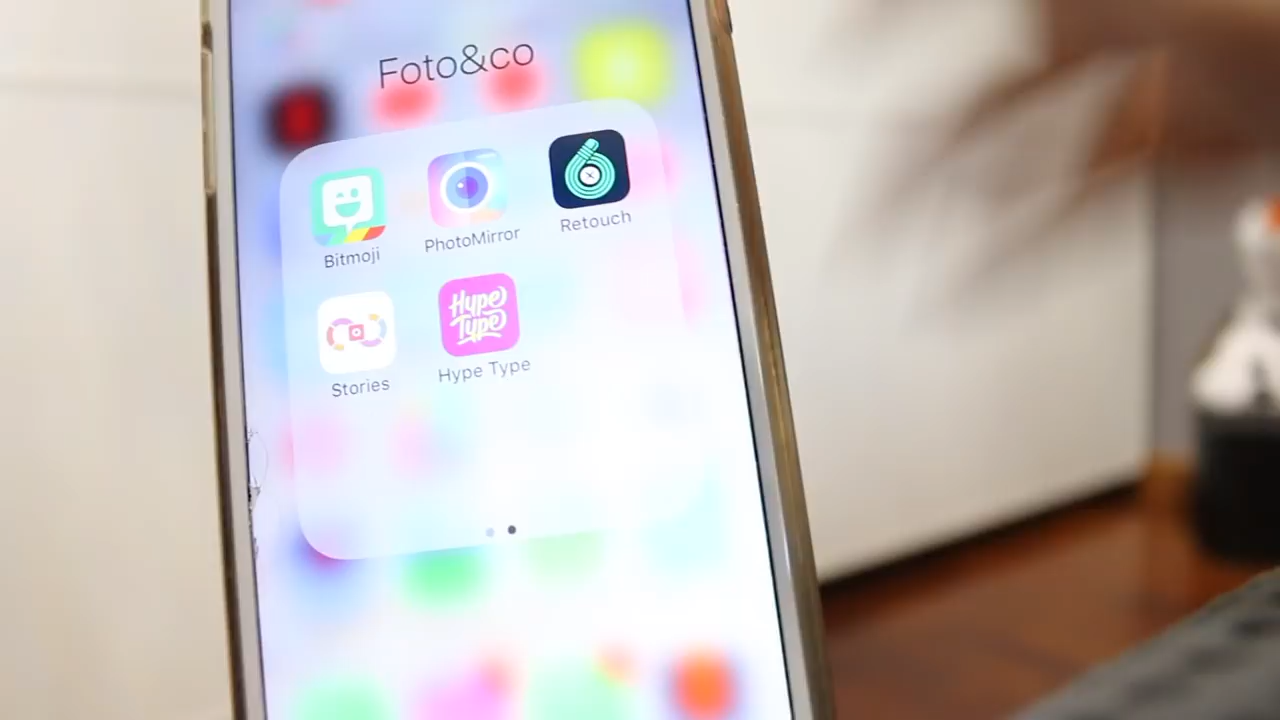 Foto&co
Bitmoji
PhotoMirror
Retouch
Hype
Type
Stories
Hype Type